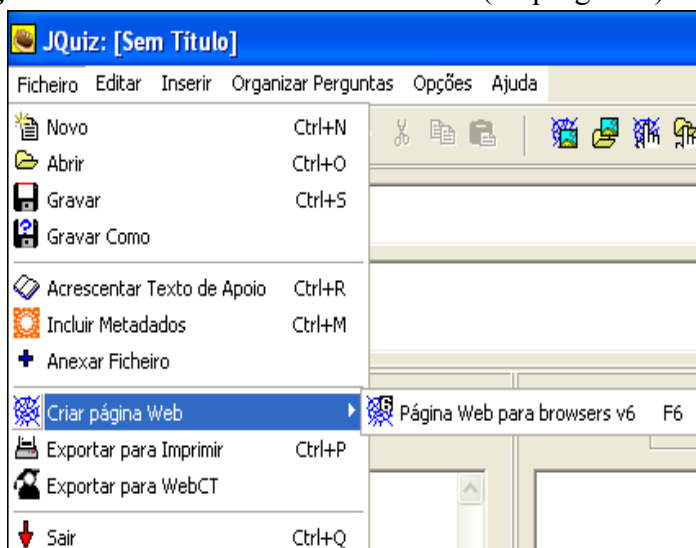 JQuiz: [Sem Título]
Ficheiro Editar Inserir Organizar Perguntas Opções Ajuda
Novo Ctrl+N
Abrir Ctrl+O
Gravar Ctrl+S
Gravar Como
Acrescentar Texto de Apoio Ctrl+R
Incluir Metadados Ctrl+M
Anexar Ficheiro
Criar página Web
Página Web para browsers v6 F6
Exportar para Imprimir Ctrl+P
Exportar para WebCT
Sair Ctrl+Q